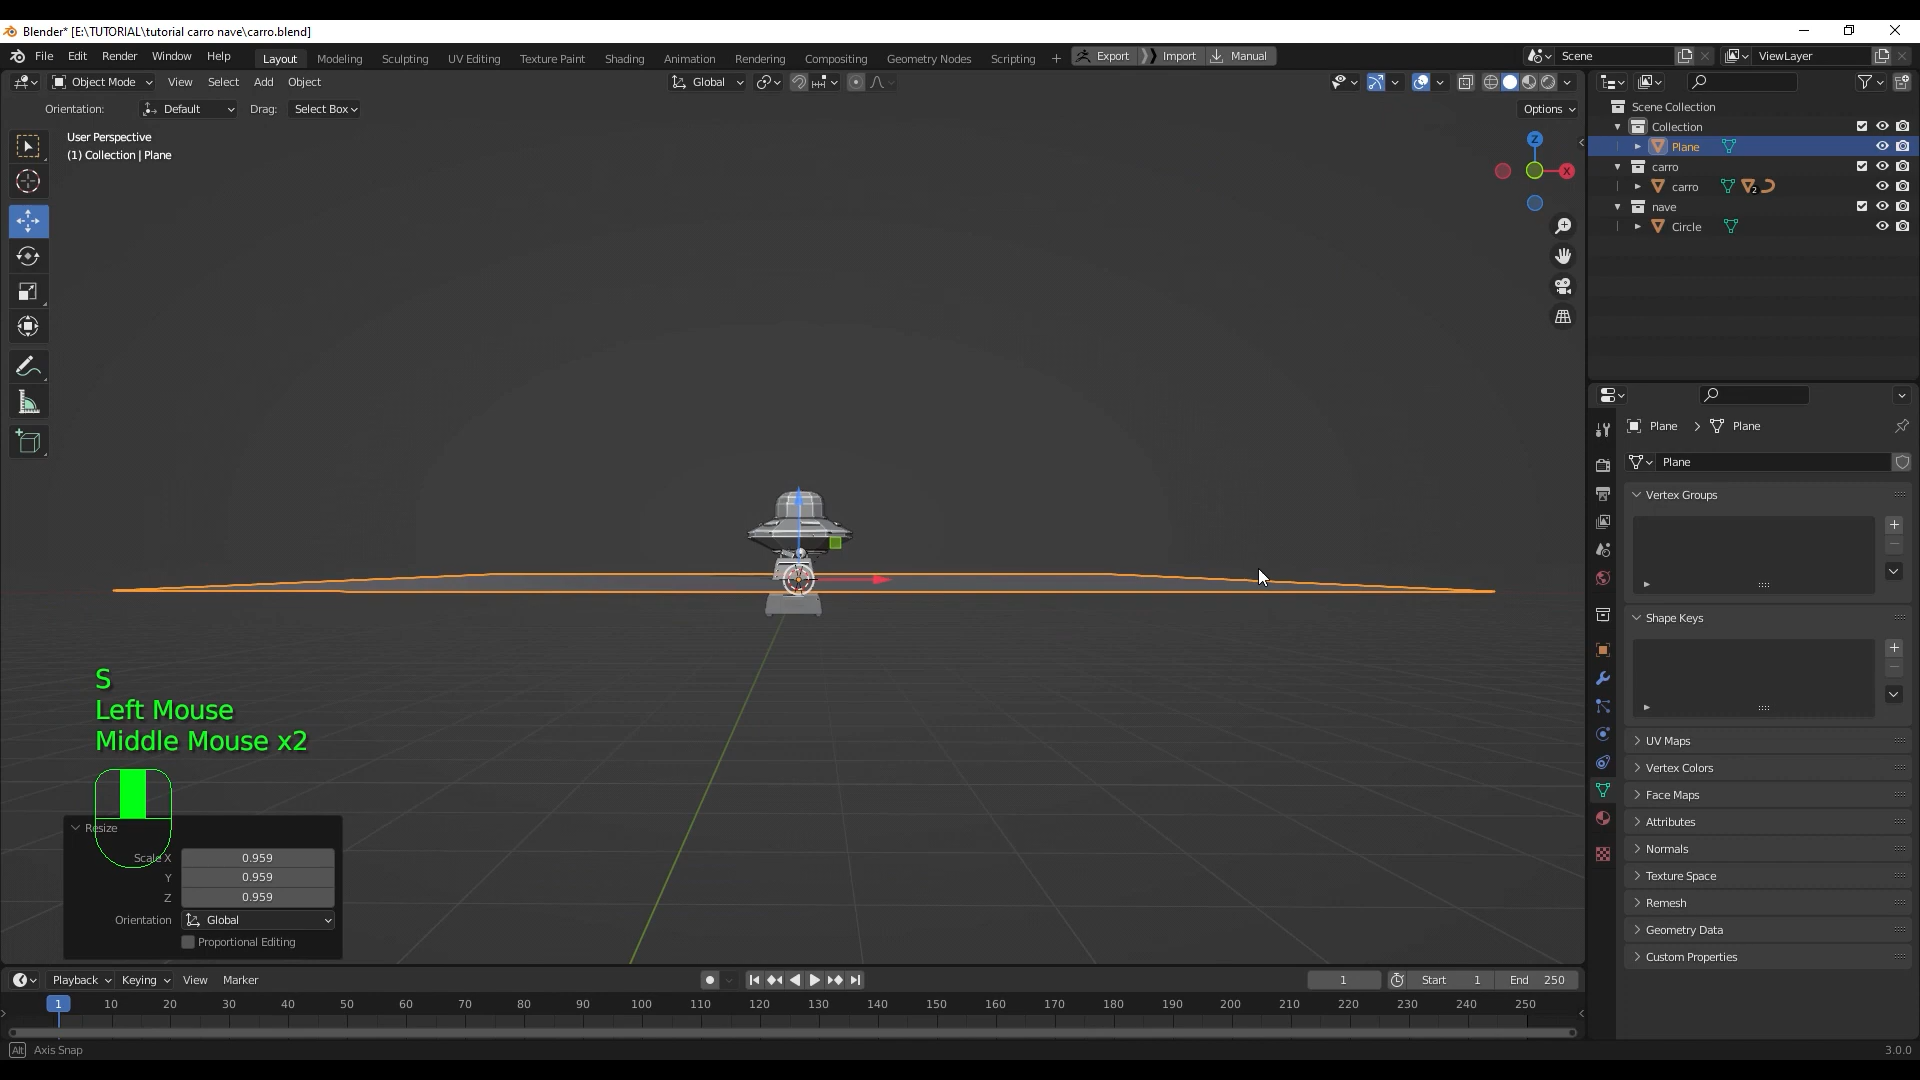 Blender* [E:\TUTORIAL\tutorial carro nave\carro.blend]
File Edit Render Window Help Layout Modeling Sculpting UV Editing Texture Paint Shading Animation Rendering Compositing Geometry Nodes Scripting + Export Import Manual Scene ViewLayer
Object Mode View Select Add Object Global
Orientation: Default Drag: Select Box Options
User Perspective
(1) Collection | Plane
Z
X
Scene Collection
Collection
Plane
carro
carro 2
nave
Circle
Plane > Plane
Plane
Vertex Groups
Shape Keys
UV Maps
Vertex Colors
Face Maps
Attributes
Normals
Texture Space
Remesh
Geometry Data
Custom Properties
S
Left Mouse
Middle Mouse x2
Resize
Scale X 0.959
Y 0.959
Z 0.959
Orientation Global
Proportional Editing
Playback Keying View Marker 1 Start 1 End 250
1 10 20 30 40 50 60 70 80 90 100 110 120 130 140 150 160 170 180 190 200 210 220 230 240 250
Alt Axis Snap 3.0.0